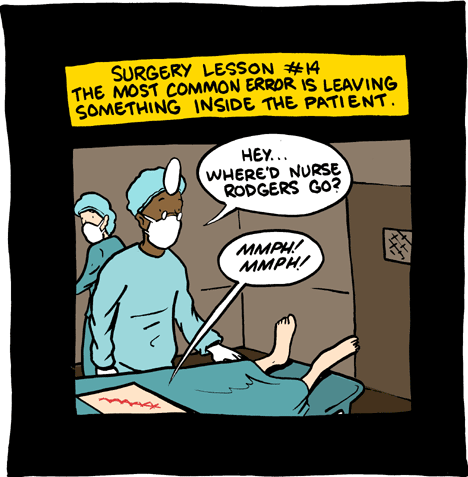 SURGERY LESSON #14
THE MOST COMMON ERROR IS LEAVING
SOMETHING INSIDE THE PATIENT.
HEY...
WHERE'D NURSE
RODGERS GO?
MMPH!
MMPH!